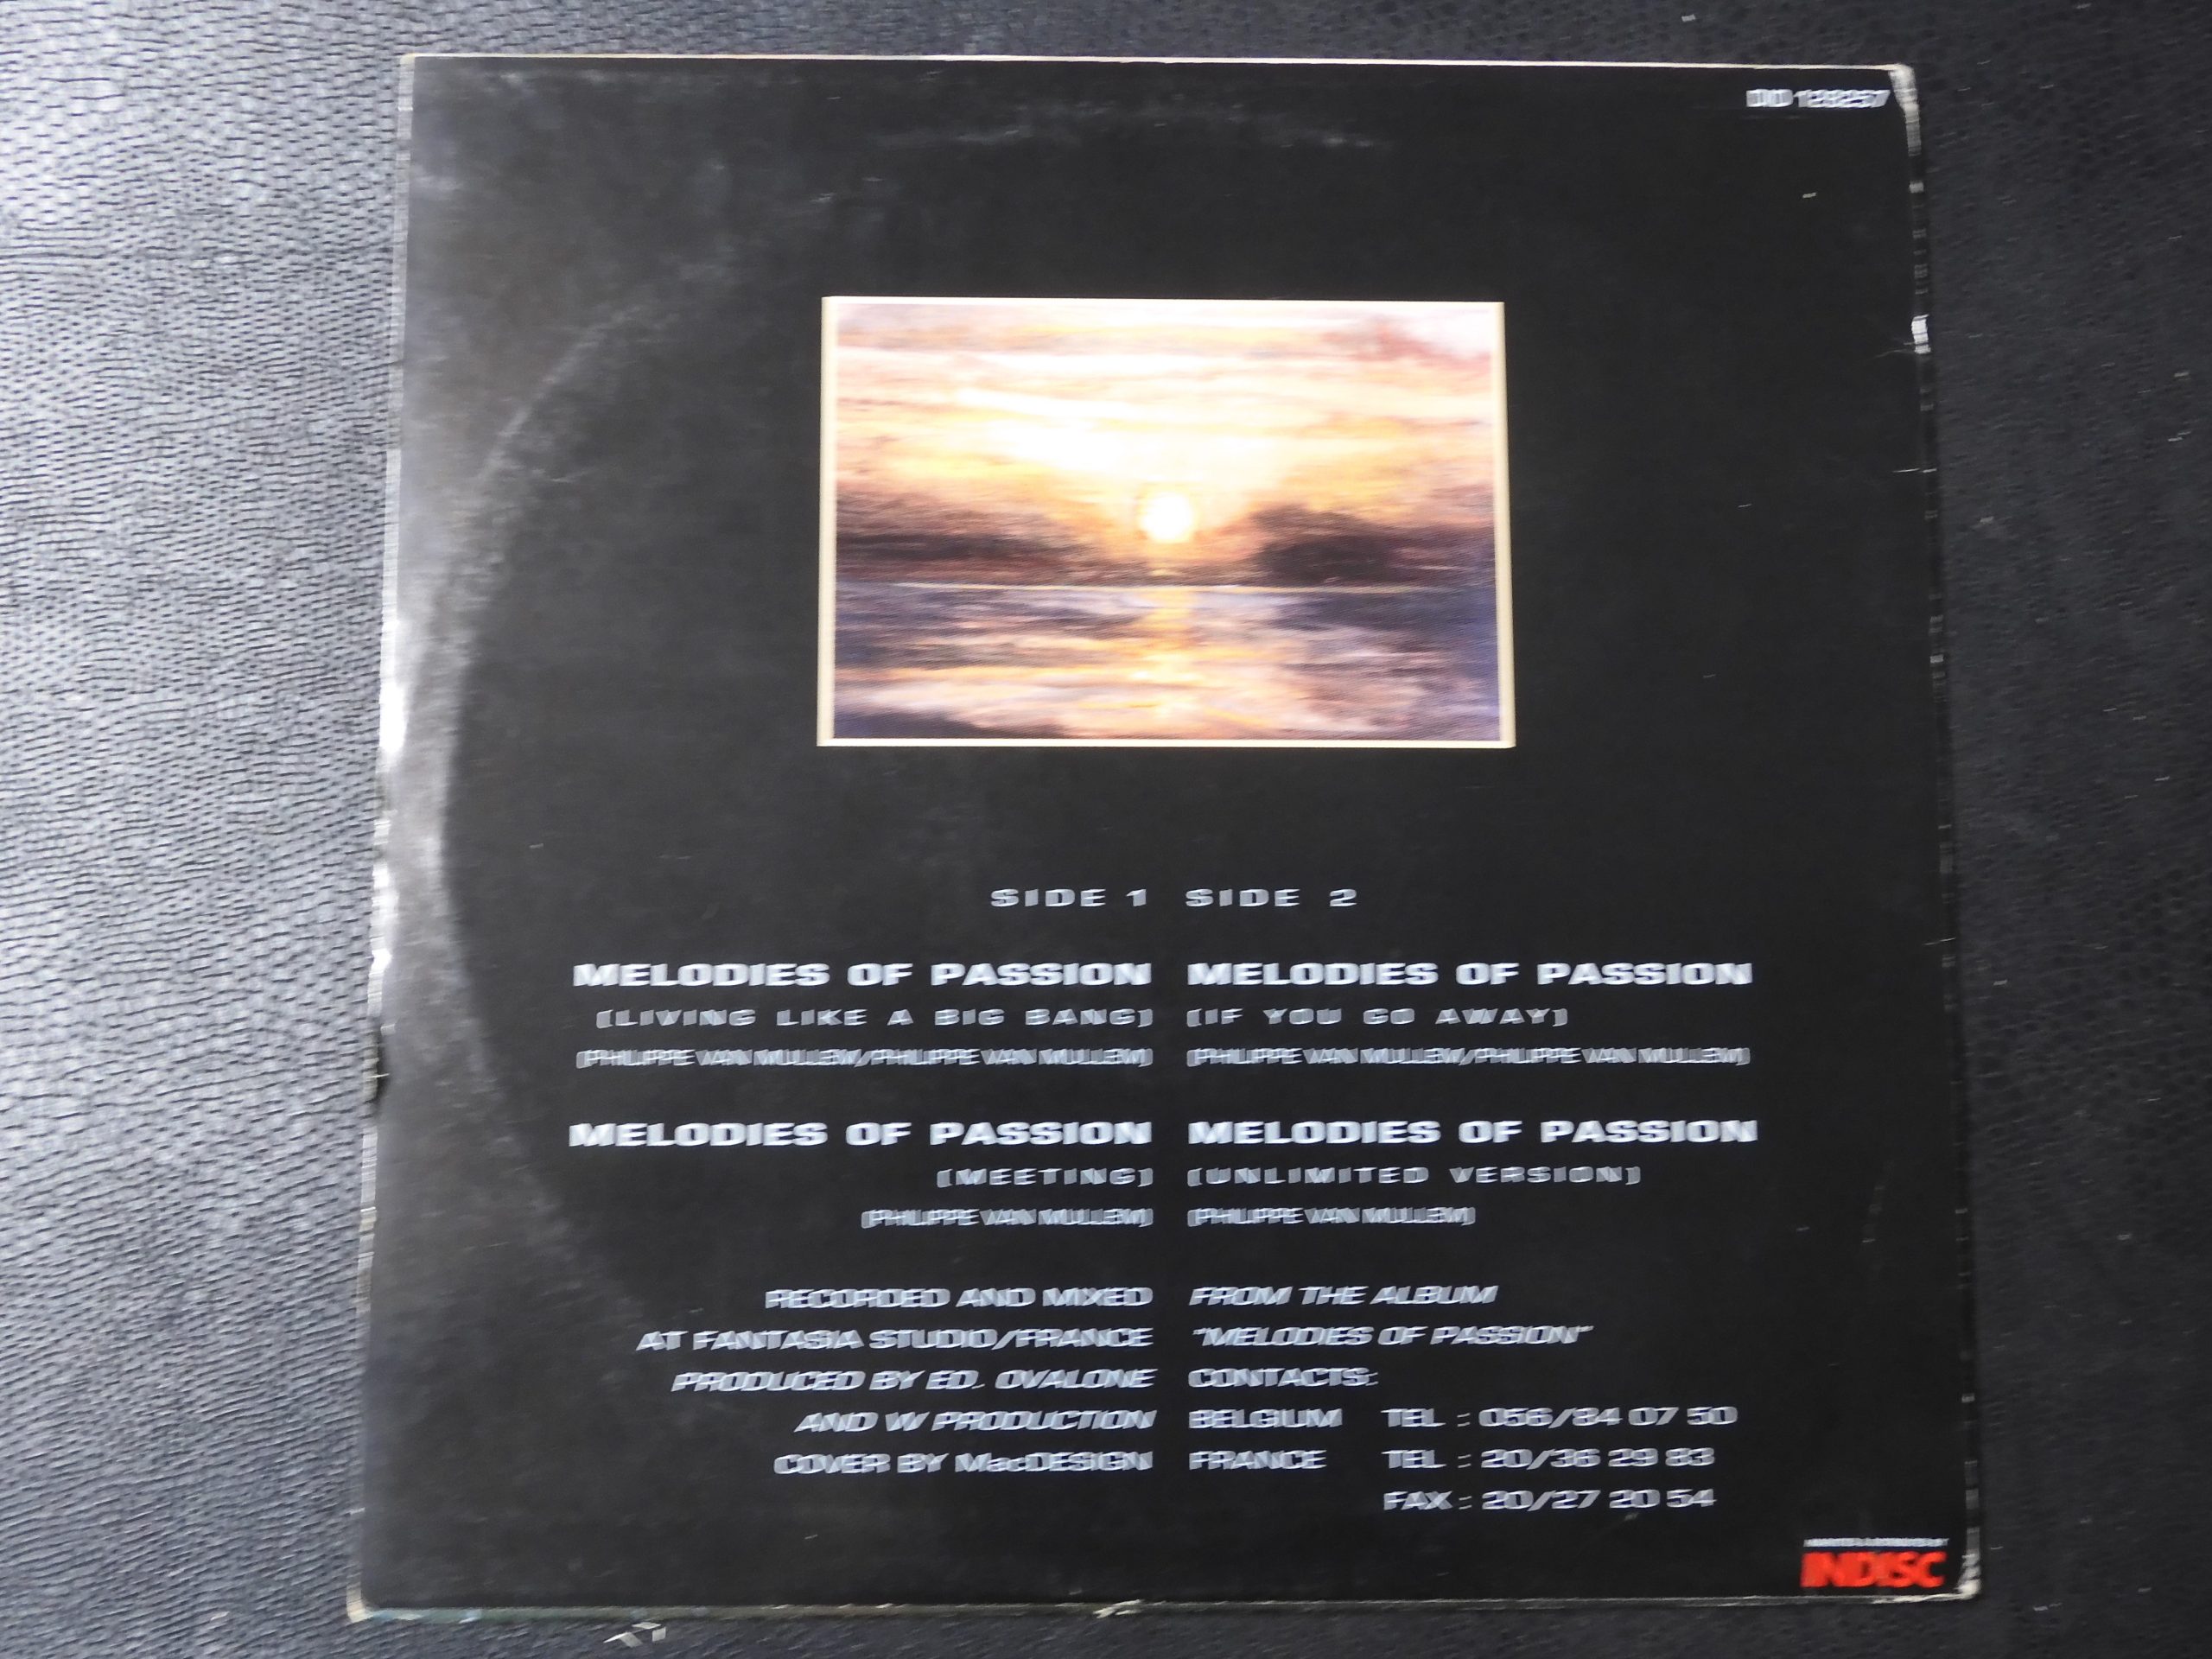 DD 123257
SIDE 1
MELODIES OF PASSION
(LIVING LIKE A BIG BANG)
(PHILIPPE VAN MULLEM/PHILIPPE VAN MULLEM)
MELODIES OF PASSION
(MEETING)
(PHILIPPE VAN MULLEM)
RECORDED AND MIXED
AT FANTASIA STUDIO/FRANCE
PRODUCED BY ED. OVALONE
AND W PRODUCTION
COVER BY MacDESIGN
SIDE 2
MELODIES OF PASSION
(IF YOU GO AWAY)
(PHILIPPE VAN MULLEM/PHILIPPE VAN MULLEM)
MELODIES OF PASSION
(UNLIMITED VERSION)
(PHILIPPE VAN MULLEM)
FROM THE ALBUM
"MELODIES OF PASSION"
CONTACTS:
BELGIUM TEL : 056/84 07 50
FRANCE TEL : 20/36 29 83
FAX : 20/27 20 54
INDISC